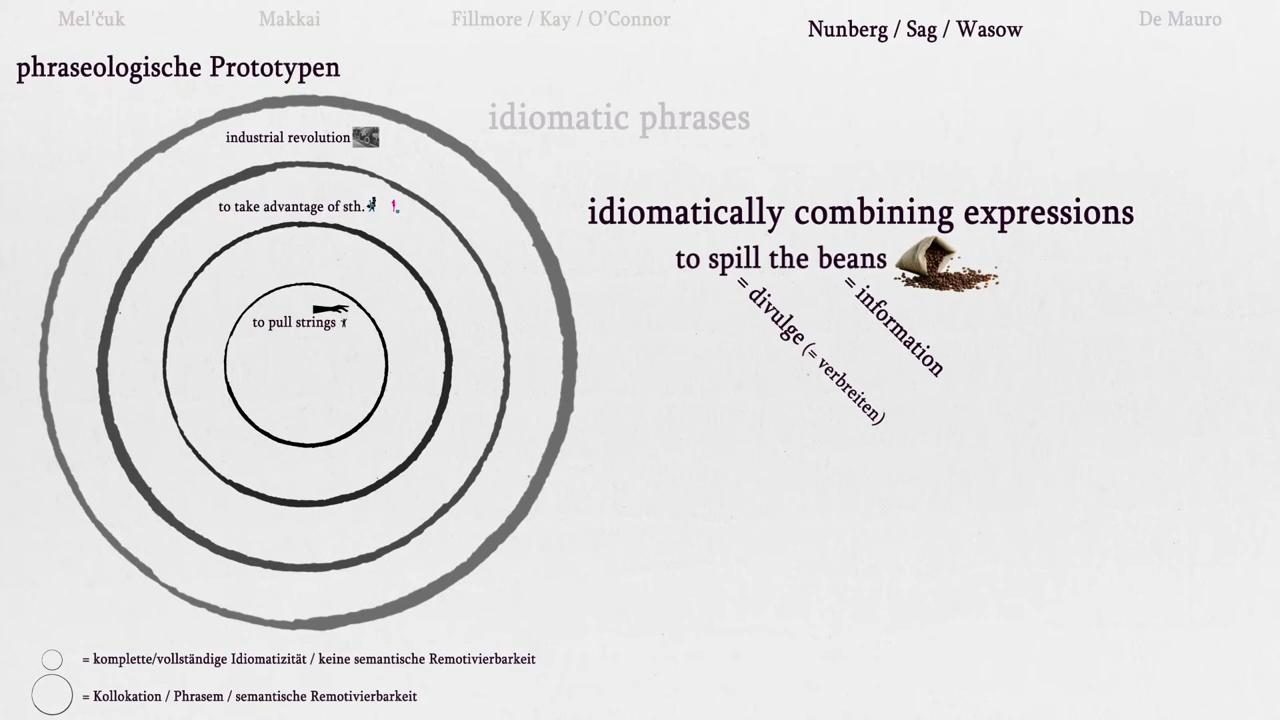 Mel'čuk
Makkai
Fillmore / Kay / O'Connor
Nunberg / Sag / Wasow
De Mauro
phraseologische Prototypen
idiomatic phrases
industrial revolution
to take advantage of sth.
to pull strings
idiomatically combining expressions
to spill the beans
= divulge (= verbreiten)
= information
= komplette/vollständige Idiomatizität / keine semantische Remotivierbarkeit
= Kollokation / Phrasem / semantische Remotivierbarkeit